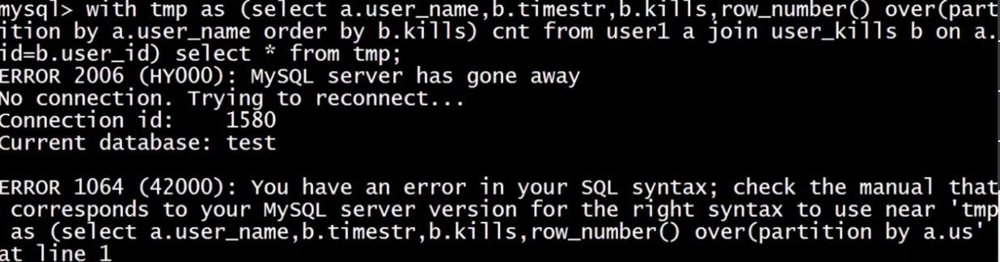 mysql> with tmp as (select a.user_name,b.timestr,b.kills,row_number() over(part
ition by a.user_name order by b.kills) cnt from user1 a join user_kills b on a.
id=b.user_id) select * from tmp;
ERROR 2006 (HY000): MySQL server has gone away
No connection. Trying to reconnect...
Connection id:    1580
Current database: test

ERROR 1064 (42000): You have an error in your SQL syntax; check the manual that
 corresponds to your MySQL server version for the right syntax to use near 'tmp
 as (select a.user_name,b.timestr,b.kills,row_number() over(partition by a.us'
at line 1